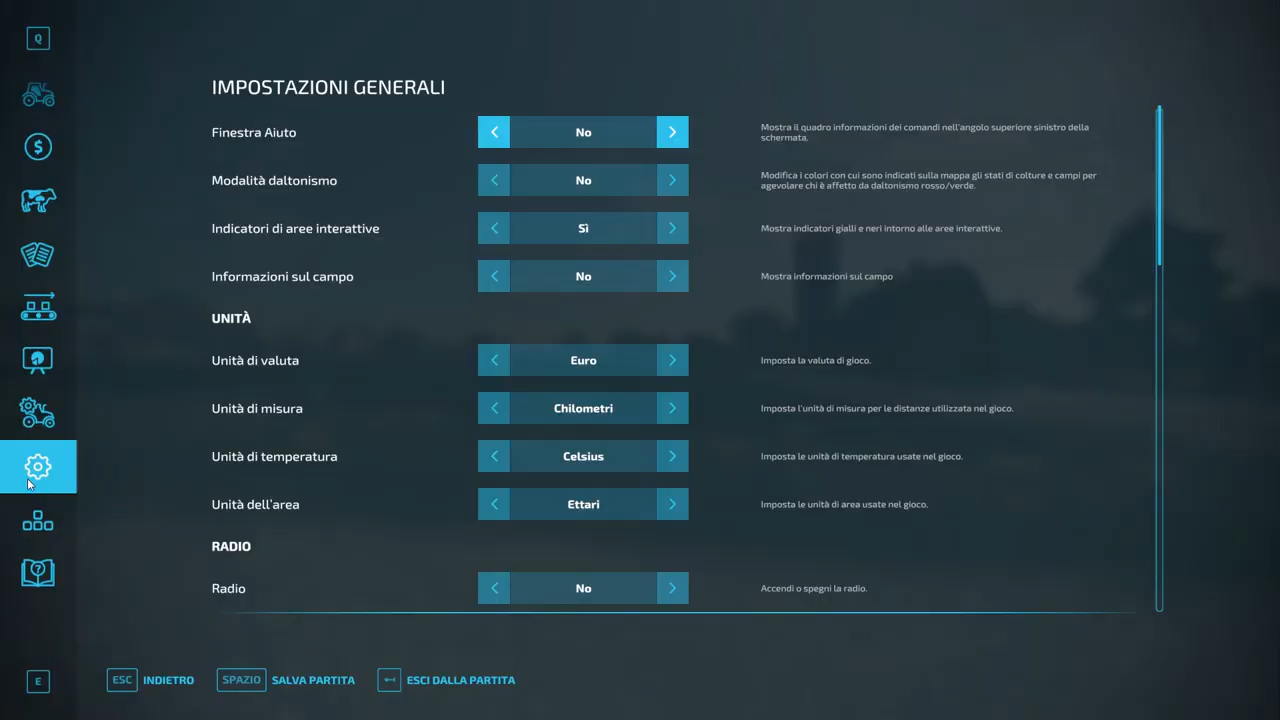 Q
IMPOSTAZIONI GENERALI
Finestra Aiuto
No
Mostra il quadro informazioni dei comandi nell'angolo superiore sinistro della
schermata.
Modalità daltonismo
No
Modifica i colori con cui sono indicati sulla mappa gli stati di colture e campi per
agevolare chi è affetto da daltonismo rosso/verde.
Indicatori di aree interattive
Sì
Mostra indicatori gialli e neri intorno alle aree interattive.
Informazioni sul campo
No
Mostra informazioni sul campo
UNITÀ
Unità di valuta
Euro
Imposta la valuta di gioco.
Unità di misura
Chilometri
Imposta l'unità di misura per le distanze utilizzata nel gioco.
Unità di temperatura
Celsius
Imposta le unità di temperatura usate nel gioco.
Unità dell'area
Ettari
Imposta le unità di area usate nel gioco.
RADIO
Radio
No
Accendi o spegni la radio.
E
ESC INDIETRO SPAZIO SALVA PARTITA ESCI DALLA PARTITA